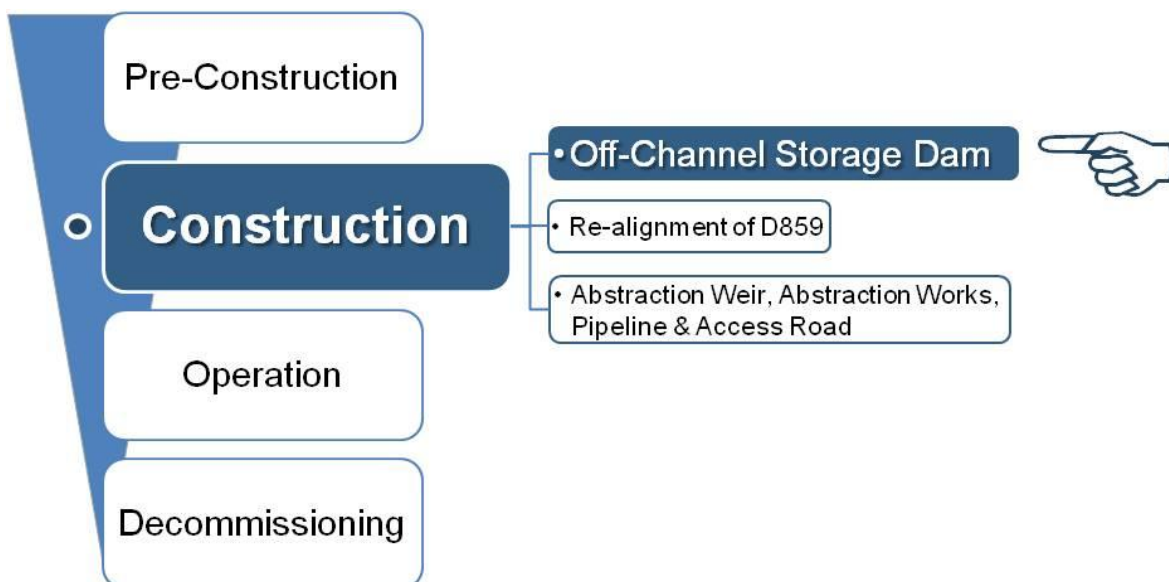 Pre-Construction
Construction
• Off-Channel Storage Dam
• Re-alignment of D859
• Abstraction Weir, Abstraction Works,
Pipeline & Access Road
Operation
Decommissioning